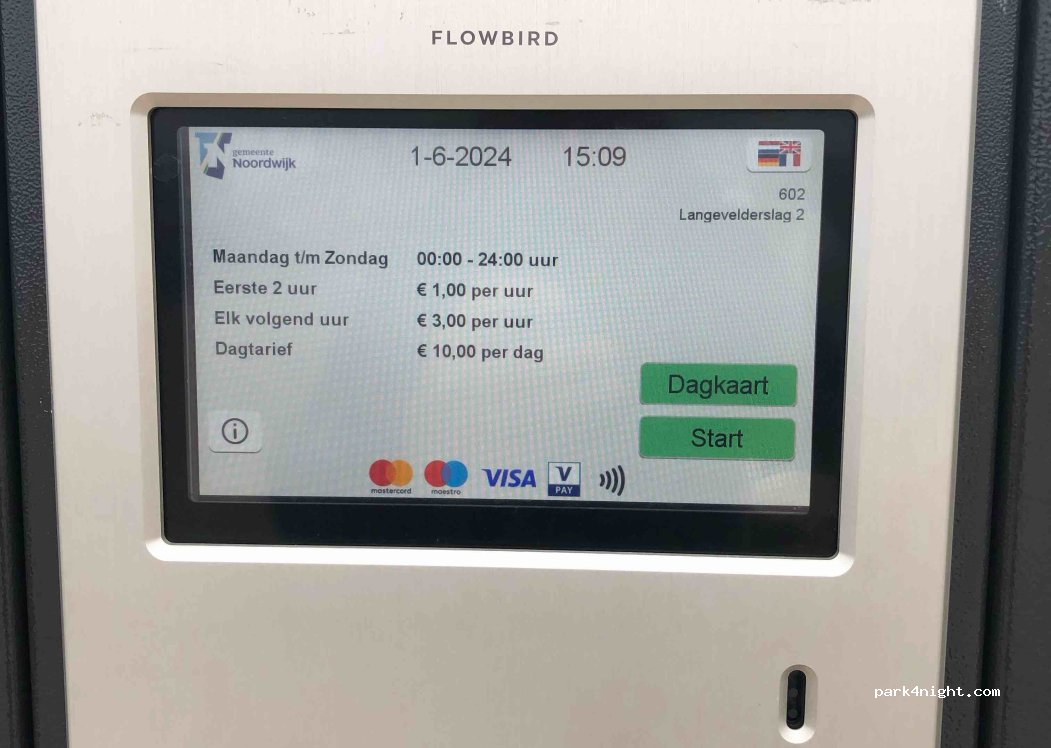 FLOWBIRD
gemeente
Noordwijk
1-6-2024 15:09
602
Langevelderslag 2
Maandag t/m Zondag 00:00 - 24:00 uur
Eerste 2 uur € 1,00 per uur
Elk volgend uur € 3,00 per uur
Dagtarief € 10,00 per dag
Dagkaart
Start
i
mastercard maestro VISA V PAY
park4night.com